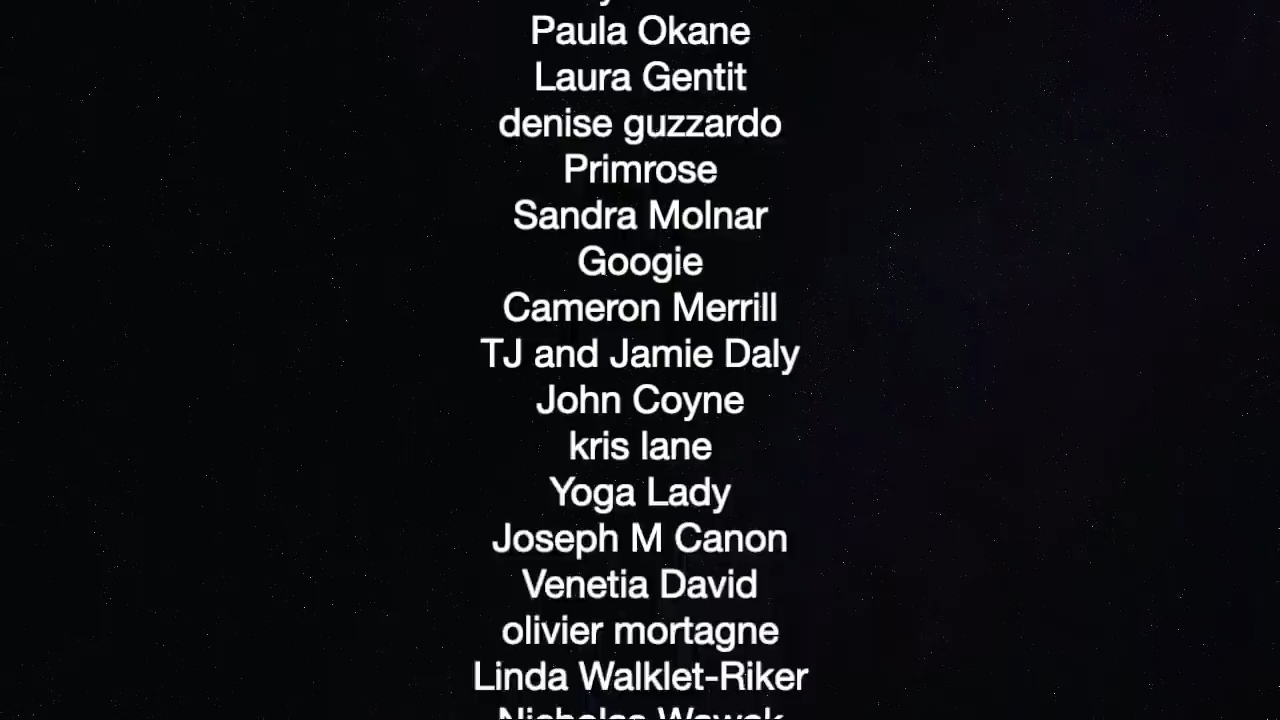 Paula Okane
Laura Gentit
denise guzzardo
Primrose
Sandra Molnar
Googie
Cameron Merrill
TJ and Jamie Daly
John Coyne
kris lane
Yoga Lady
Joseph M Canon
Venetia David
olivier mortagne
Linda Walklet-Riker